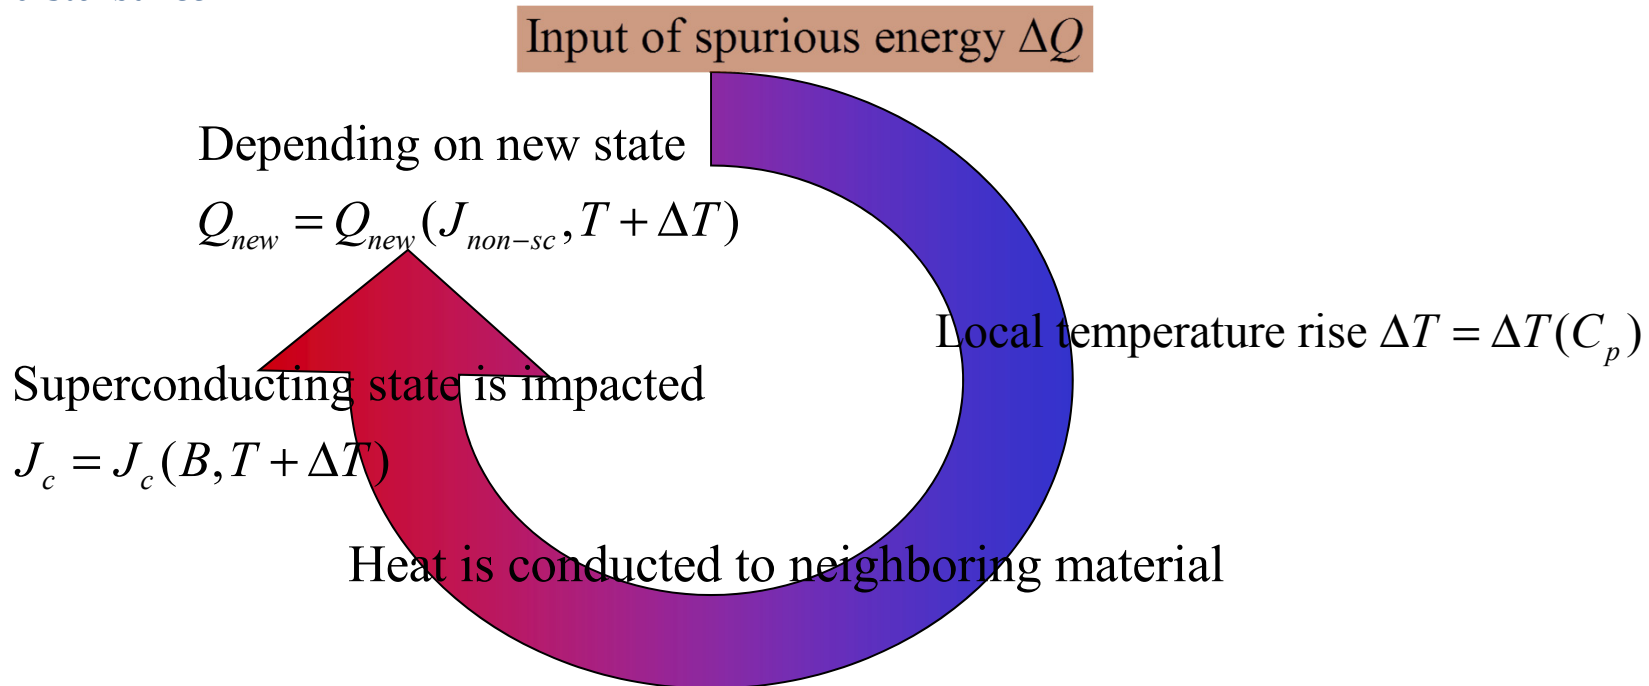 Input of spurious energy ΔQ
Depending on new state
Q_new = Q_new(J_non-sc, T + ΔT)
Local temperature rise ΔT = ΔT(C_p)
Superconducting state is impacted
J_c = J_c(B, T + ΔT)
Heat is conducted to neighboring material